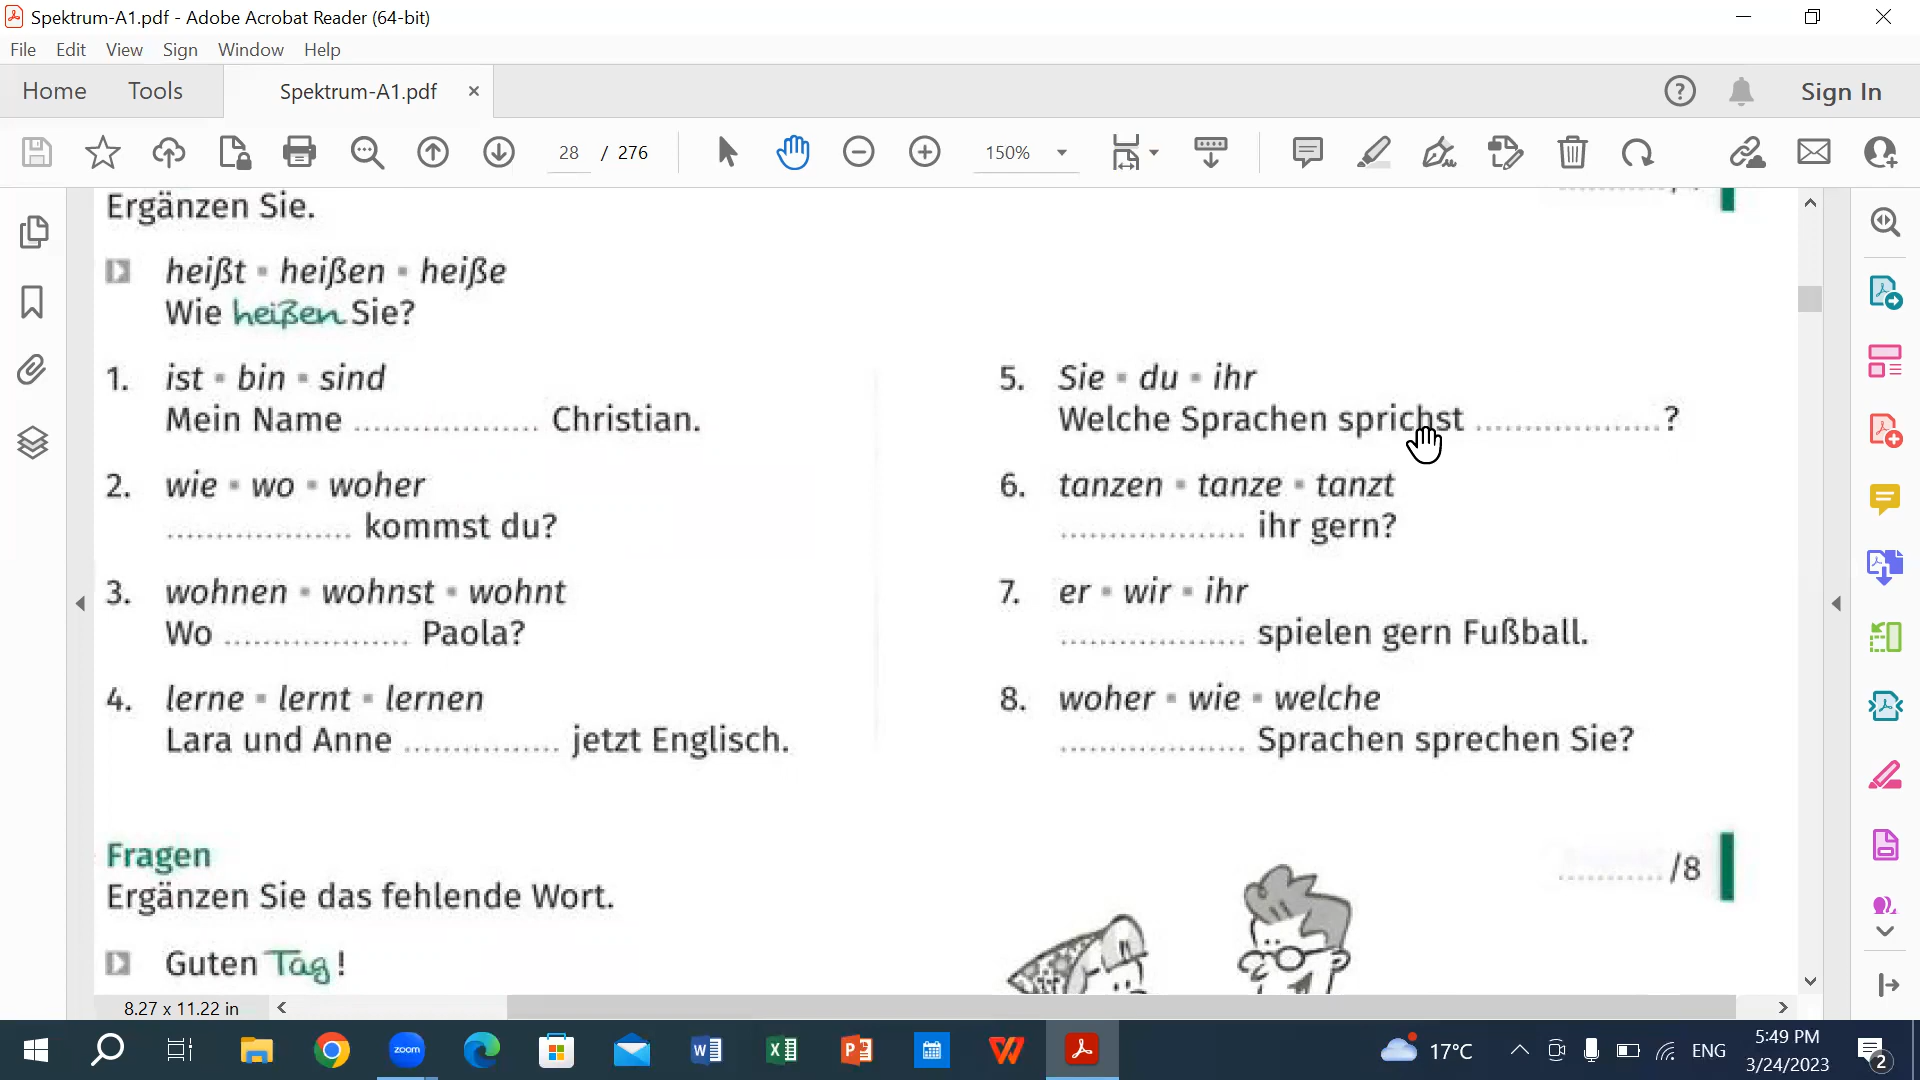 Spektrum-A1.pdf - Adobe Acrobat Reader (64-bit)
File Edit View Sign Window Help
Home Tools Spektrum-A1.pdf × Sign In
28 / 276 150%
Ergänzen Sie.
heißt ▪ heißen ▪ heiße
Wie heißen Sie?
1. ist ▪ bin ▪ sind
Mein Name ................... Christian.
2. wie ▪ wo ▪ woher
................... kommst du?
3. wohnen ▪ wohnst ▪ wohnt
Wo ................... Paola?
4. lerne ▪ lernt ▪ lernen
Lara und Anne ................ jetzt Englisch.
5. Sie ▪ du ▪ ihr
Welche Sprachen sprichst ...................?
6. tanzen ▪ tanze ▪ tanzt
................... ihr gern?
7. er ▪ wir ▪ ihr
................... spielen gern Fußball.
8. woher ▪ wie ▪ welche
................... Sprachen sprechen Sie?
Fragen
Ergänzen Sie das fehlende Wort.
........... /8
Guten Tag!
8.27 x 11.22 in
zoom
17°C
ENG
5:49 PM
3/24/2023
2